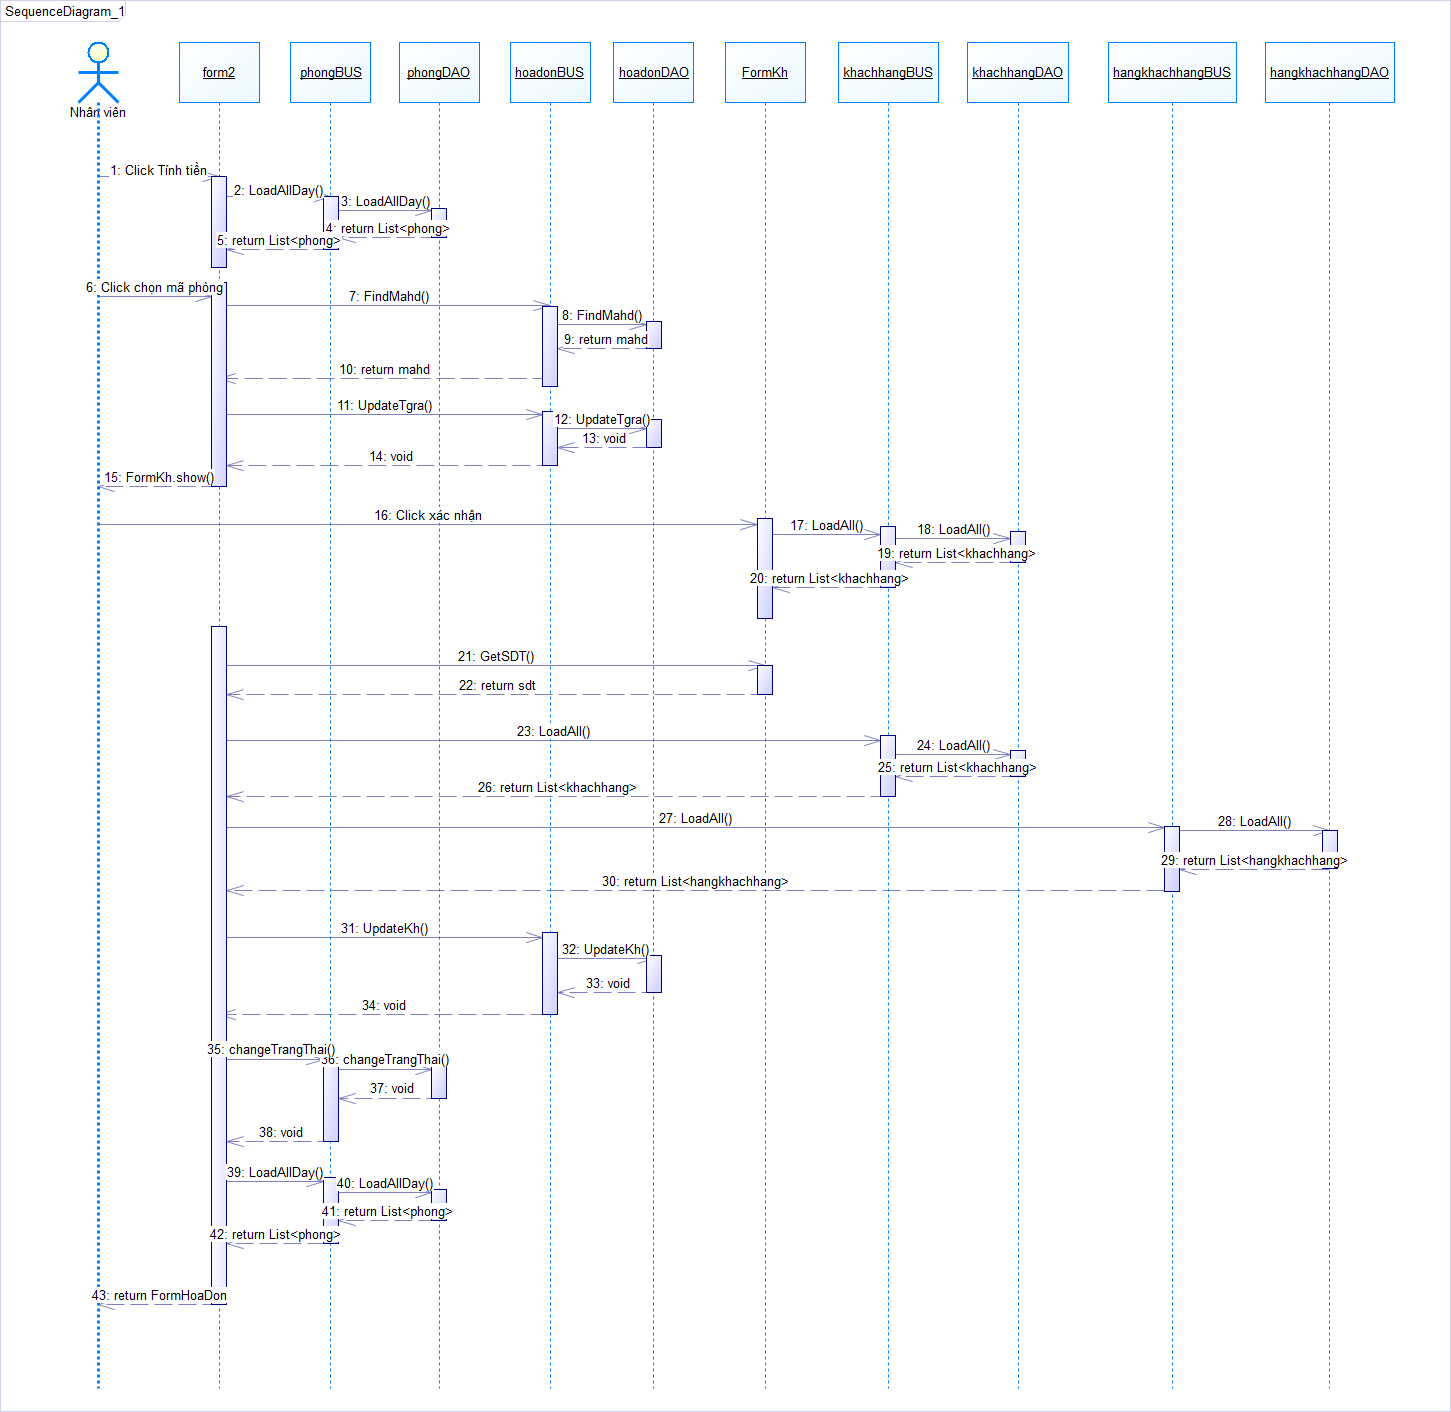 SequenceDiagram_1
form2
phongBUS
phongDAO
hoadonBUS
hoadonDAO
FormKh
khachhangBUS
khachhangDAO
hangkhachhangBUS
hangkhachhangDAO
Nhân viên
1: Click Tính tiền
2: LoadAllDay()
3: LoadAllDay()
4: return List<phong>
5: return List<phong>
6: Click chọn mã phòng
7: FindMahd()
8: FindMahd()
9: return mahd
10: return mahd
11: UpdateTgra()
12: UpdateTgra()
13: void
14: void
15: FormKh.show()
16: Click xác nhận
17: LoadAll()
18: LoadAll()
19: return List<khachhang>
20: return List<khachhang>
21: GetSDT()
22: return sdt
23: LoadAll()
24: LoadAll()
25: return List<khachhang>
26: return List<khachhang>
27: LoadAll()
28: LoadAll()
29: return List<hangkhachhang>
30: return List<hangkhachhang>
31: UpdateKh()
32: UpdateKh()
33: void
34: void
35: changeTrangThai()
36: changeTrangThai()
37: void
38: void
39: LoadAllDay()
40: LoadAllDay()
41: return List<phong>
42: return List<phong>
43: return FormHoaDon